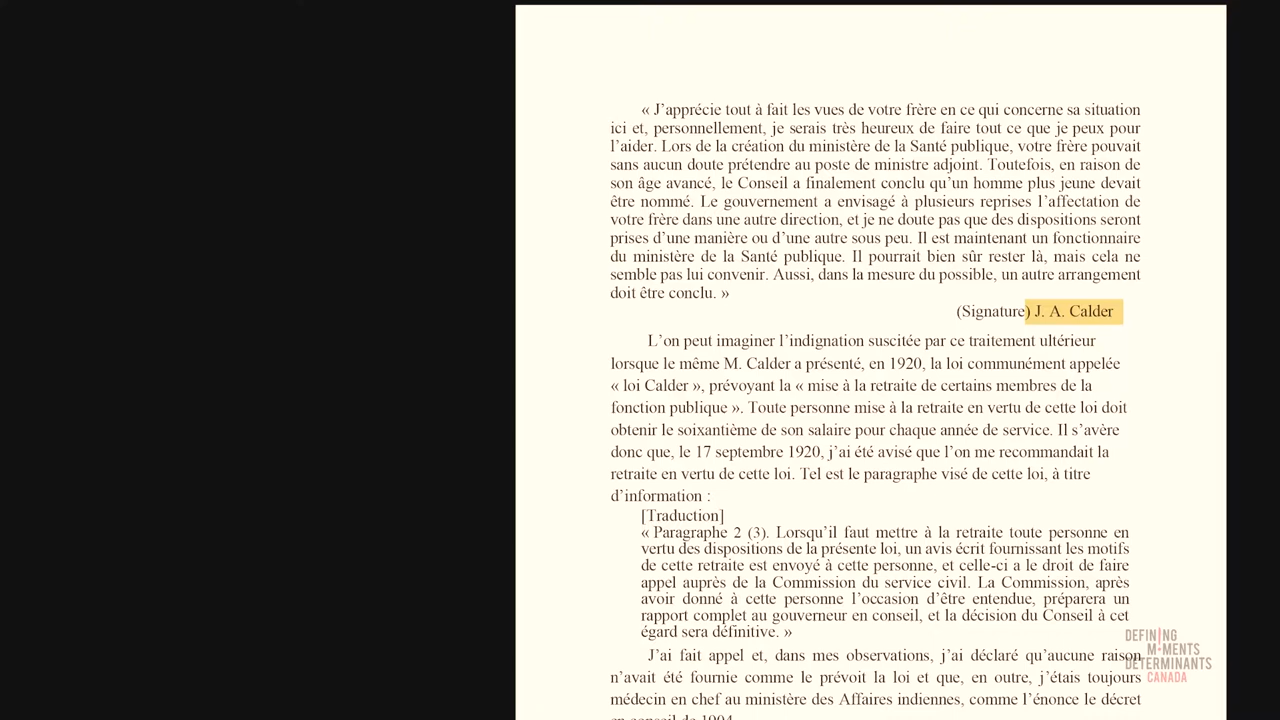 « J’apprécie tout à fait les vues de votre frère en ce qui concerne sa situation
ici et, personnellement, je serais très heureux de faire tout ce que je peux pour
l’aider. Lors de la création du ministère de la Santé publique, votre frère pouvait
sans aucun doute prétendre au poste de ministre adjoint. Toutefois, en raison de
son âge avancé, le Conseil a finalement conclu qu’un homme plus jeune devait
être nommé. Le gouvernement a envisagé à plusieurs reprises l’affectation de
votre frère dans une autre direction, et je ne doute pas que des dispositions seront
prises d’une manière ou d’une autre sous peu. Il est maintenant un fonctionnaire
du ministère de la Santé publique. Il pourrait bien sûr rester là, mais cela ne
semble pas lui convenir. Aussi, dans la mesure du possible, un autre arrangement
doit être conclu. »
(Signature) J. A. Calder
L’on peut imaginer l’indignation suscitée par ce traitement ultérieur
lorsque le même M. Calder a présenté, en 1920, la loi communément appelée
« loi Calder », prévoyant la « mise à la retraite de certains membres de la
fonction publique ». Toute personne mise à la retraite en vertu de cette loi doit
obtenir le soixantième de son salaire pour chaque année de service. Il s’avère
donc que, le 17 septembre 1920, j’ai été avisé que l’on me recommandait la
retraite en vertu de cette loi. Tel est le paragraphe visé de cette loi, à titre
d’information :
[Traduction]
« Paragraphe 2 (3). Lorsqu’il faut mettre à la retraite toute personne en
vertu des dispositions de la présente loi, un avis écrit fournissant les motifs
de cette retraite est envoyé à cette personne, et celle-ci a le droit de faire
appel auprès de la Commission du service civil. La Commission, après
avoir donné à cette personne l’occasion d’être entendue, préparera un
rapport complet au gouverneur en conseil, et la décision du Conseil à cet
égard sera définitive. »
J’ai fait appel et, dans mes observations, j’ai déclaré qu’aucune raison
n’avait été fournie comme le prévoit la loi et que, en outre, j’étais toujours
médecin en chef au ministère des Affaires indiennes, comme l’énonce le décret
en conseil de 1904
DEFINING
MOMENTS
DETERMINANTS
CANADA